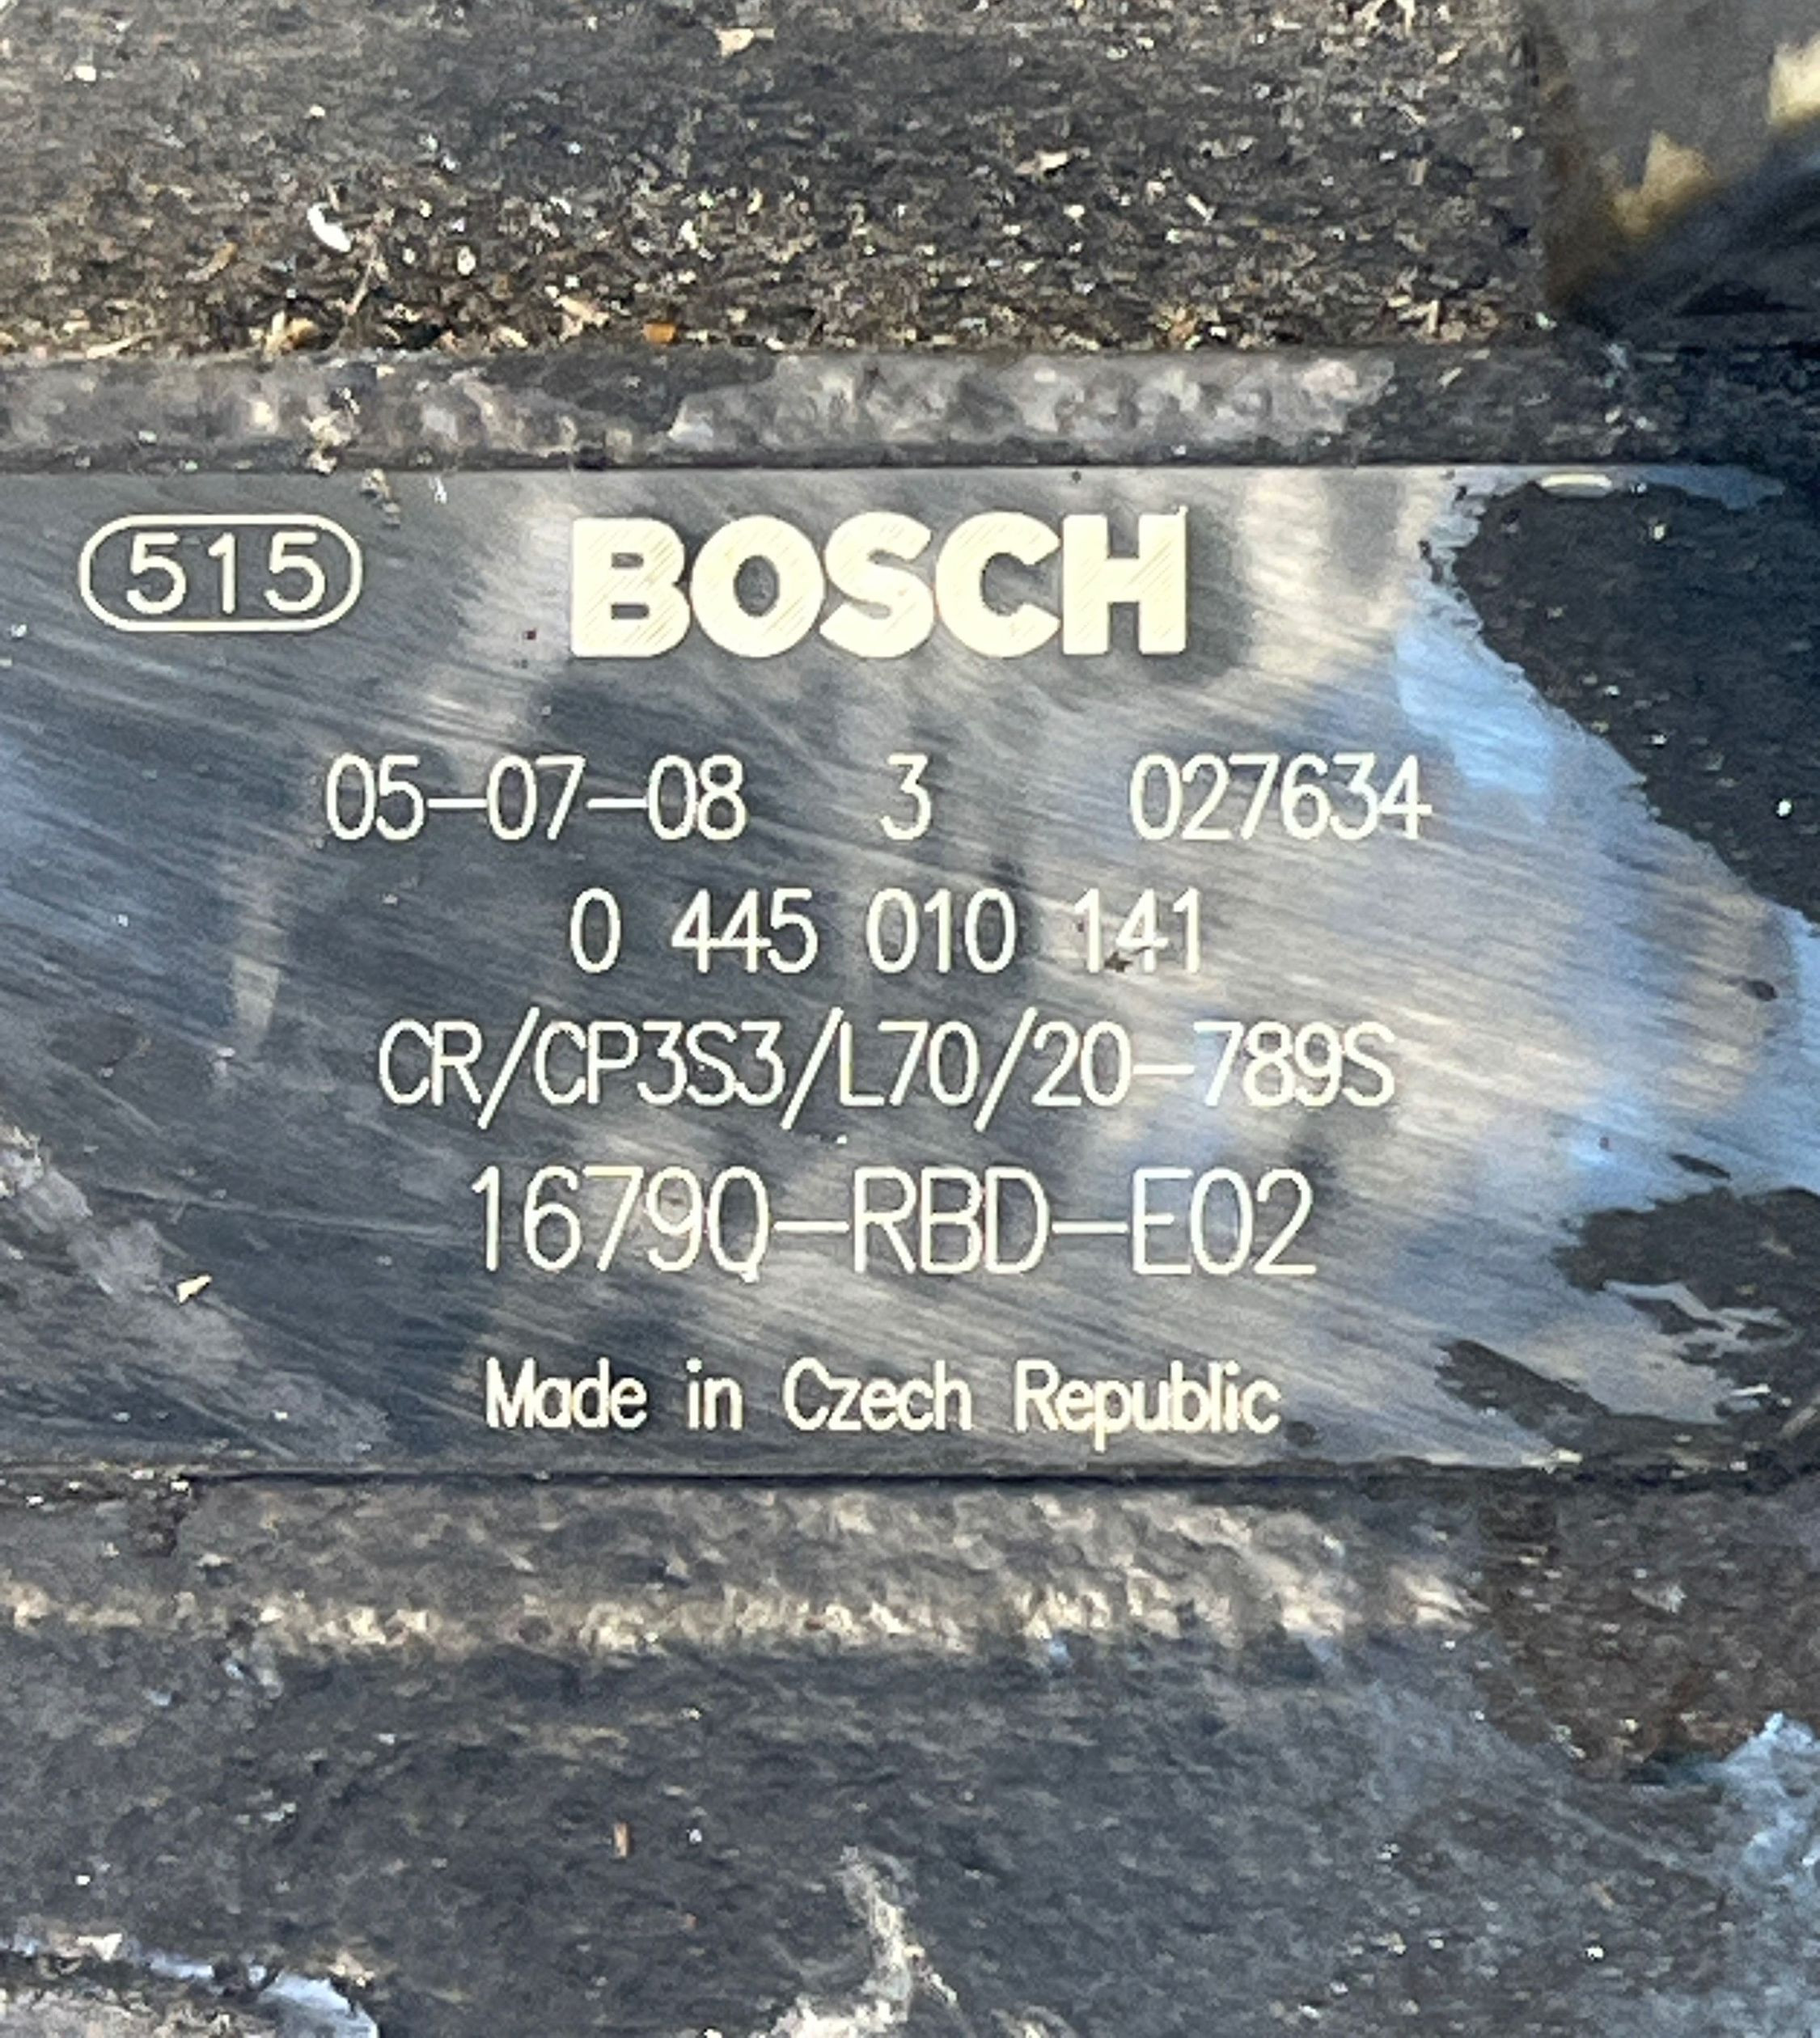 515 BOSCH
05-07-08 3 027634
0 445 010 141
CR/CP3S3/L70/20-789S
1679Q-RBD-E02
Made in Czech Republic